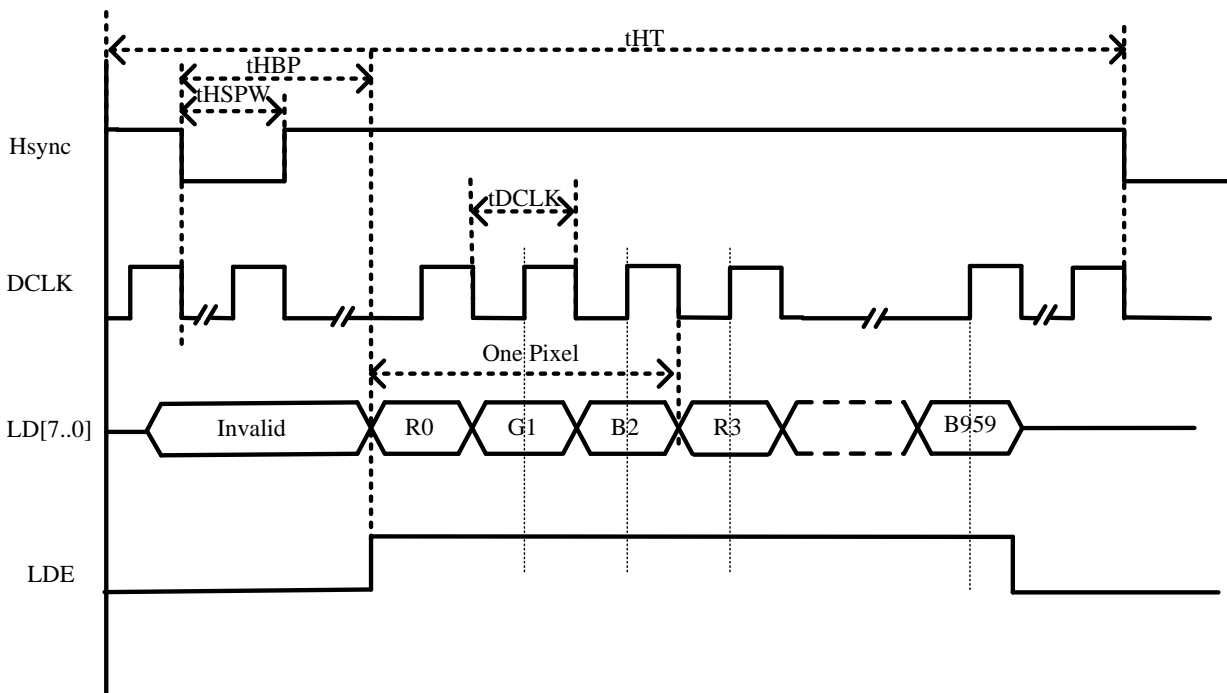 tHT
tHBP
tHSPW
Hsync
tDCLK
DCLK
One Pixel
LD[7..0]
Invalid
R0
G1
B2
R3
B959
LDE